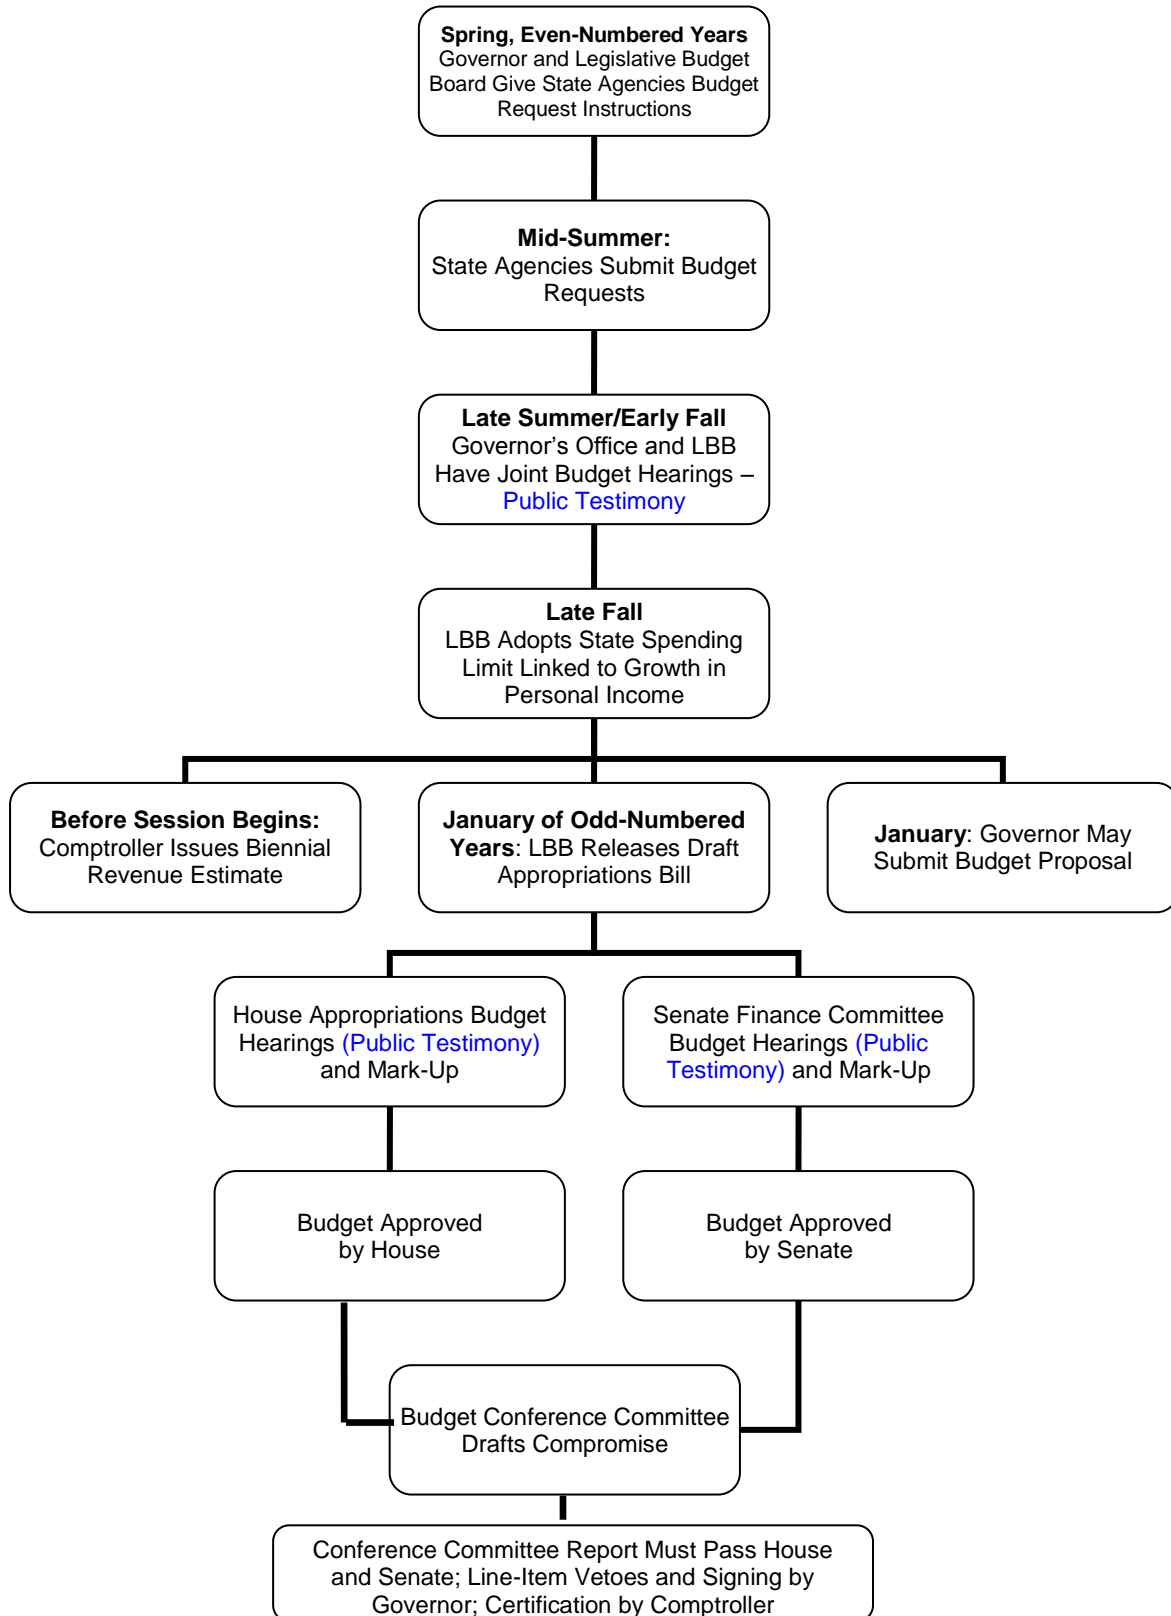 Spring, Even-Numbered Years
Governor and Legislative Budget
Board Give State Agencies Budget
Request Instructions
Mid-Summer:
State Agencies Submit Budget
Requests
Late Summer/Early Fall
Governor’s Office and LBB
Have Joint Budget Hearings –
Public Testimony
Late Fall
LBB Adopts State Spending
Limit Linked to Growth in
Personal Income
Before Session Begins:
Comptroller Issues Biennial
Revenue Estimate
January of Odd-Numbered
Years: LBB Releases Draft
Appropriations Bill
January: Governor May
Submit Budget Proposal
House Appropriations Budget
Hearings (Public Testimony)
and Mark-Up
Senate Finance Committee
Budget Hearings (Public
Testimony) and Mark-Up
Budget Approved
by House
Budget Approved
by Senate
Budget Conference Committee
Drafts Compromise
Conference Committee Report Must Pass House
and Senate; Line-Item Vetoes and Signing by
Governor; Certification by Comptroller